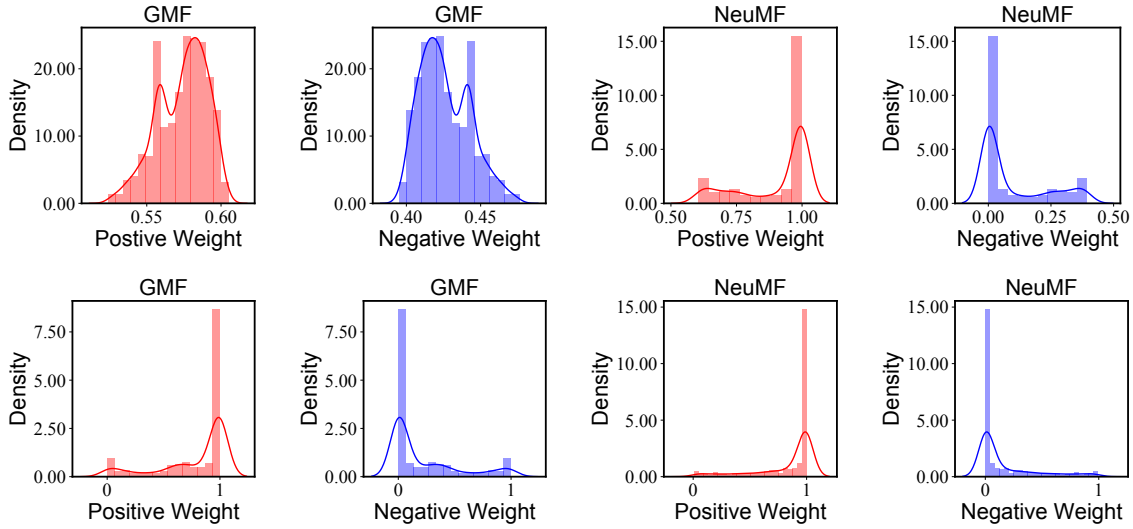 GMF
Density
20.00
10.00
0.00
0.55
0.60
Postive Weight
GMF
Density
20.00
10.00
0.00
0.40
0.45
Negative Weight
NeuMF
Density
15.00
10.00
5.00
0.00
0.50
0.75
1.00
Postive Weight
NeuMF
Density
15.00
10.00
5.00
0.00
0.00
0.25
0.50
Negative Weight
GMF
Density
7.50
5.00
2.50
0.00
0
1
Positive Weight
GMF
Density
7.50
5.00
2.50
0.00
0
1
Negative Weight
NeuMF
Density
15.00
10.00
5.00
0.00
0
1
Positive Weight
NeuMF
Density
15.00
10.00
5.00
0.00
0
1
Negative Weight